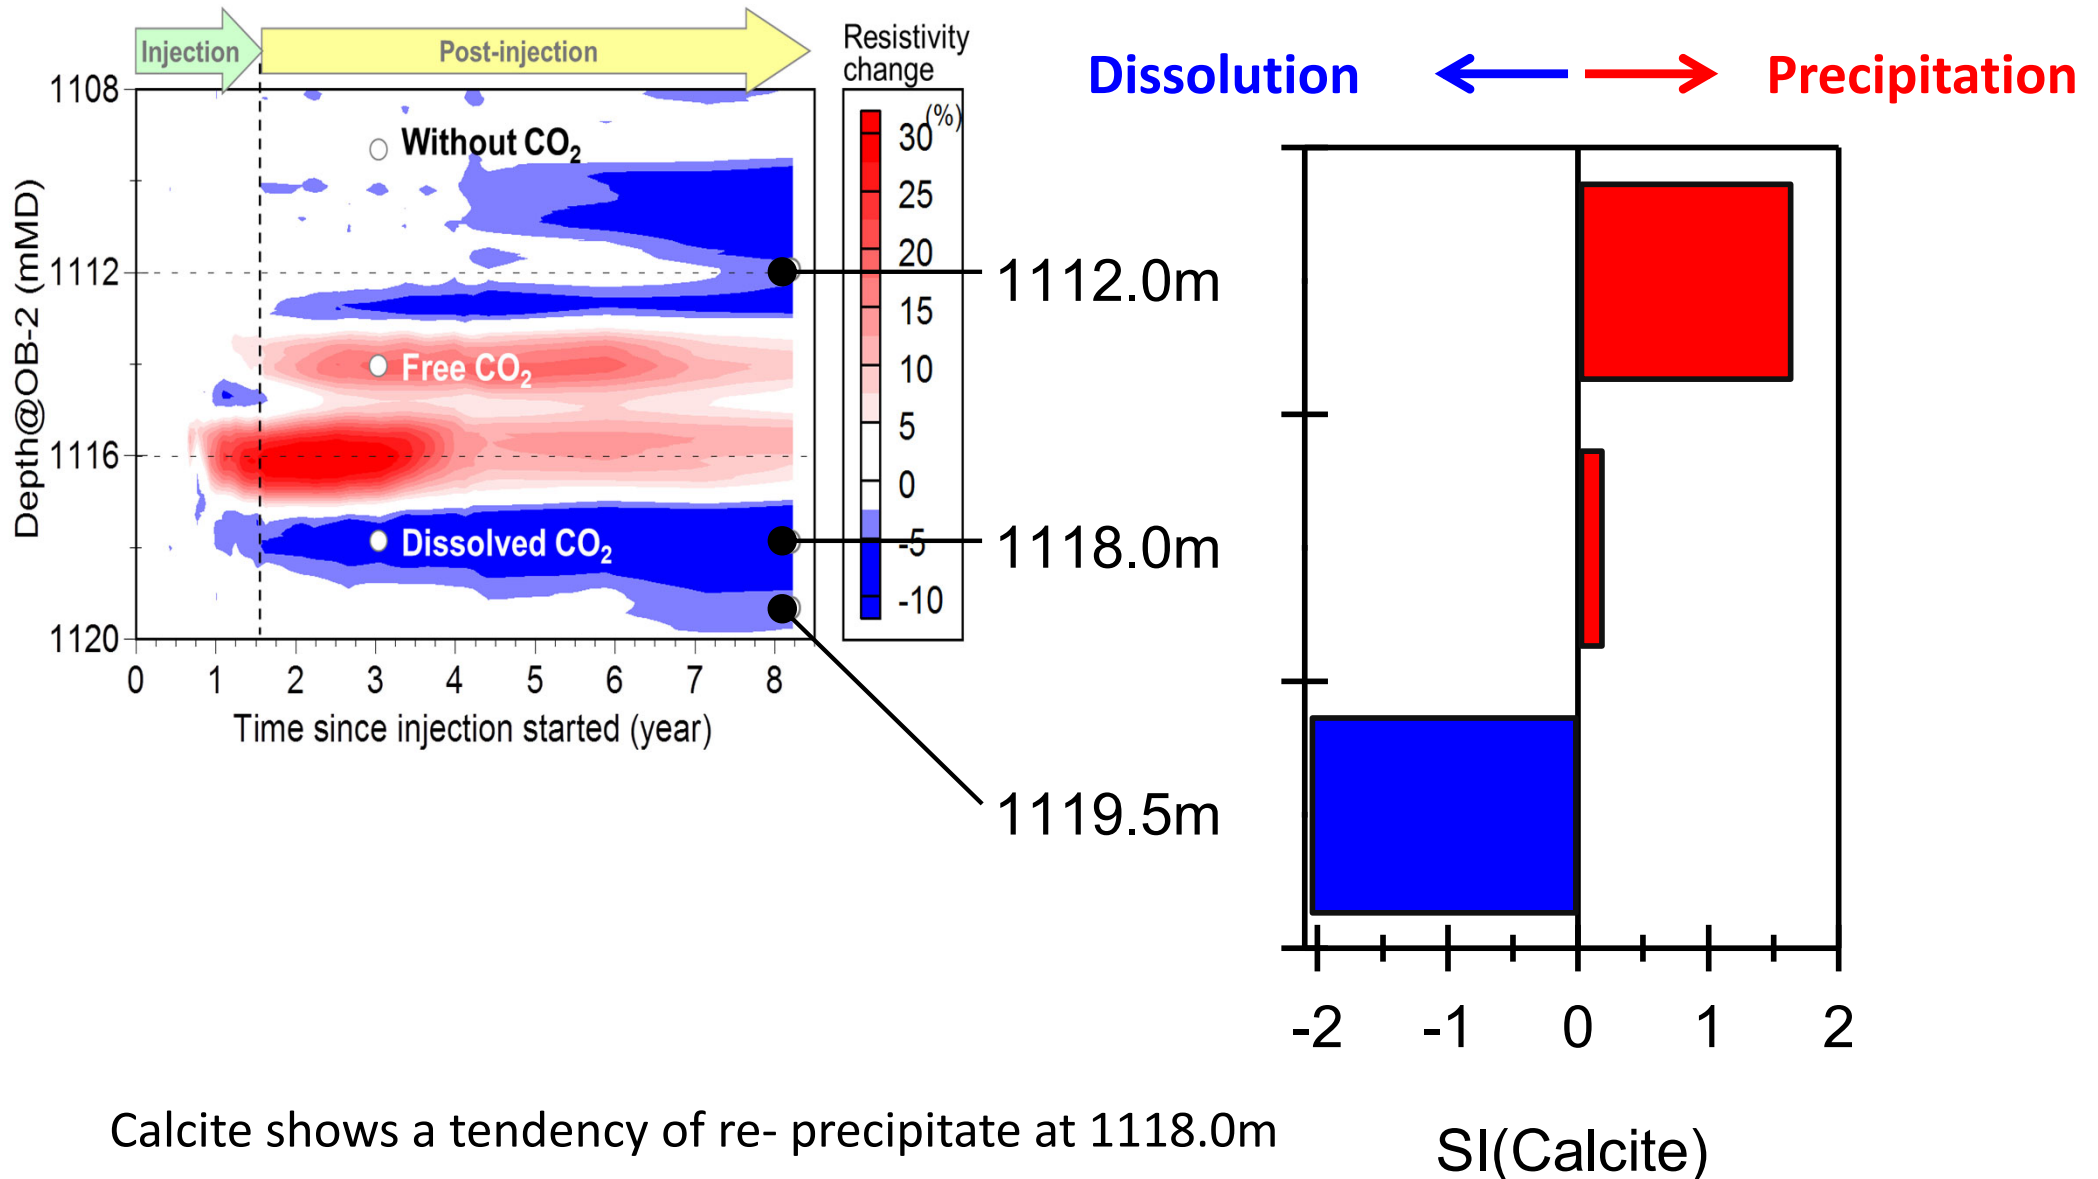 Injection
Post-injection
Resistivity
change
(%)
Dissolution
Precipitation
Depth@OB-2 (mMD)
1108
1112
1116
1120
Without CO₂
Free CO₂
Dissolved CO₂
30
25
20
15
10
5
0
-5
-10
0 1 2 3 4 5 6 7 8
Time since injection started (year)
1112.0m
1118.0m
1119.5m
-2 -1 0 1 2
SI(Calcite)
Calcite shows a tendency of re- precipitate at 1118.0m